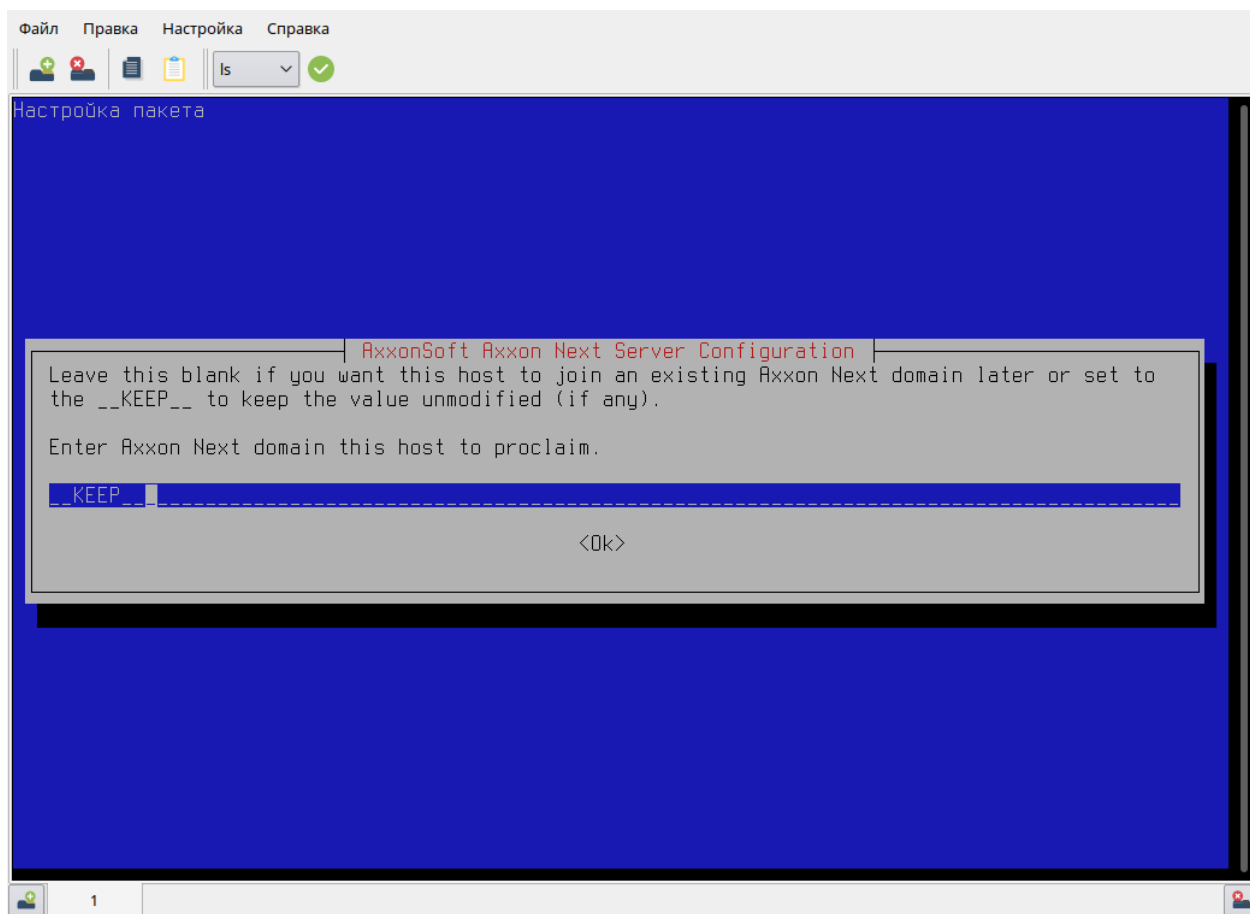 Файл Правка Настройка Справка
ls
Настройка пакета
AxxonSoft Axxon Next Server Configuration
Leave this blank if you want this host to join an existing Axxon Next domain later or set to
the __KEEP__ to keep the value unmodified (if any).
Enter Axxon Next domain this host to proclaim.
__KEEP__
<Ok>
1